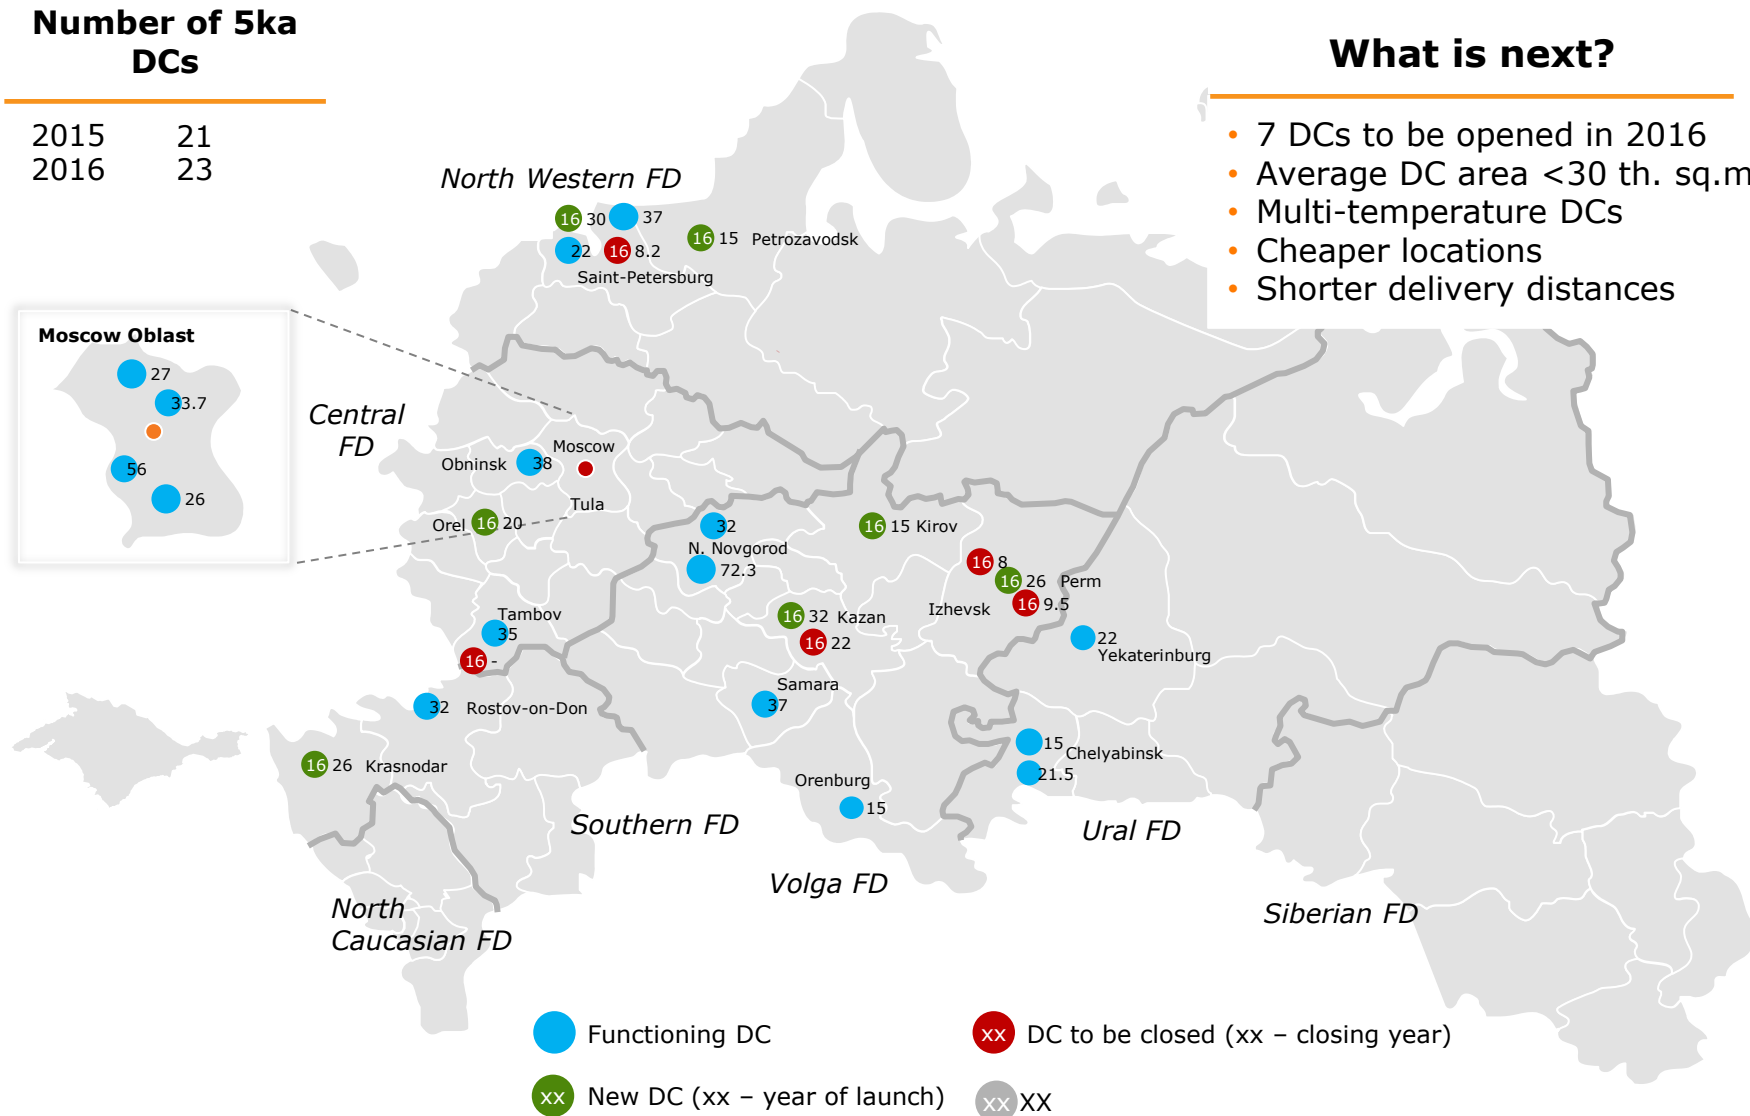 Number of 5ka
DCs
2015 21
2016 23
What is next?
• 7 DCs to be opened in 2016
• Average DC area <30 th. sq.m
• Multi-temperature DCs
• Cheaper locations
• Shorter delivery distances
North Western FD
16 30
37
22
16 8.2
Saint-Petersburg
16 15 Petrozavodsk
Moscow Oblast
27
33.7
56
26
Central
FD
Moscow
Obninsk 38
Tula
Orel 16 20
32
N. Novgorod
72.3
16 15 Kirov
16 8
16 26 Perm
Izhevsk 16 9.5
16 32 Kazan
16 22
Tambov
35
16 -
22
Yekaterinburg
Samara
37
32 Rostov-on-Don
16 26 Krasnodar
15
Chelyabinsk
21.5
Orenburg
15
Southern FD
Ural FD
Volga FD
North
Caucasian FD
Siberian FD
Functioning DC
xx DC to be closed (xx – closing year)
xx New DC (xx – year of launch)
xx XX